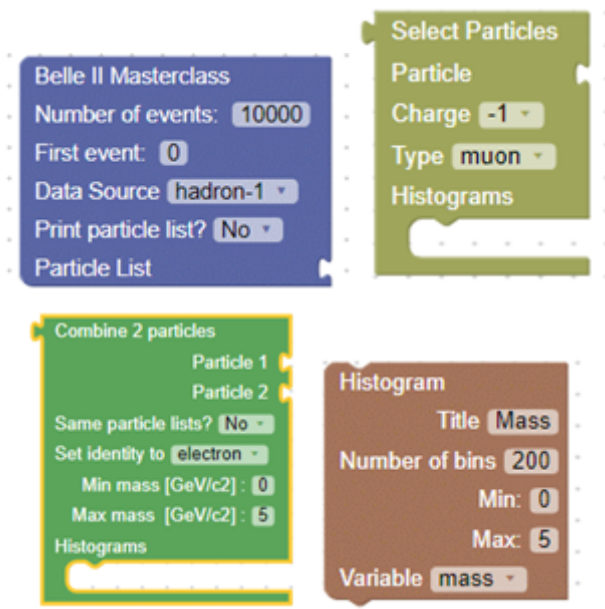 Belle II Masterclass
Number of events: 10000
First event: 0
Data Source hadron-1
Print particle list? No
Particle List
Select Particles
Particle
Charge -1
Type muon
Histograms
Combine 2 particles
Particle 1
Particle 2
Same particle lists? No
Set identity to electron
Min mass [GeV/c2] : 0
Max mass [GeV/c2] : 5
Histograms
Histogram
Title Mass
Number of bins 200
Min: 0
Max: 5
Variable mass